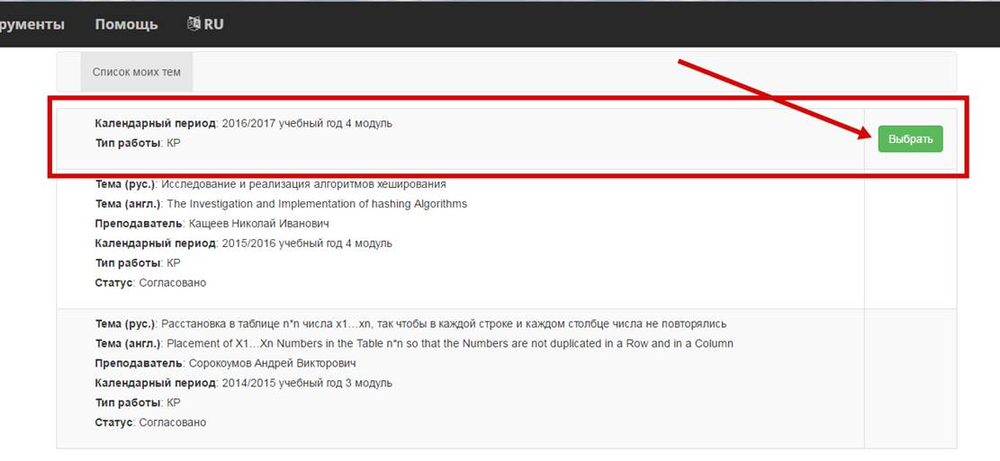 рументы Помощь RU
Список моих тем
Календарный период: 2016/2017 учебный год 4 модуль
Тип работы: КР
Выбрать
Тема (рус.): Исследование и реализация алгоритмов хеширования
Тема (англ.): The Investigation and Implementation of hashing Algorithms
Преподаватель: Кащеев Николай Иванович
Календарный период: 2015/2016 учебный год 4 модуль
Тип работы: КР
Статус: Согласовано
Тема (рус.): Расстановка в таблице n*n числа x1...xn, так чтобы в каждой строке и каждом столбце числа не повторялись
Тема (англ.): Placement of X1...Xn Numbers in the Table n*n so that the Numbers are not duplicated in a Row and in a Column
Преподаватель: Сорокоумов Андрей Викторович
Календарный период: 2014/2015 учебный год 3 модуль
Тип работы: КР
Статус: Согласовано